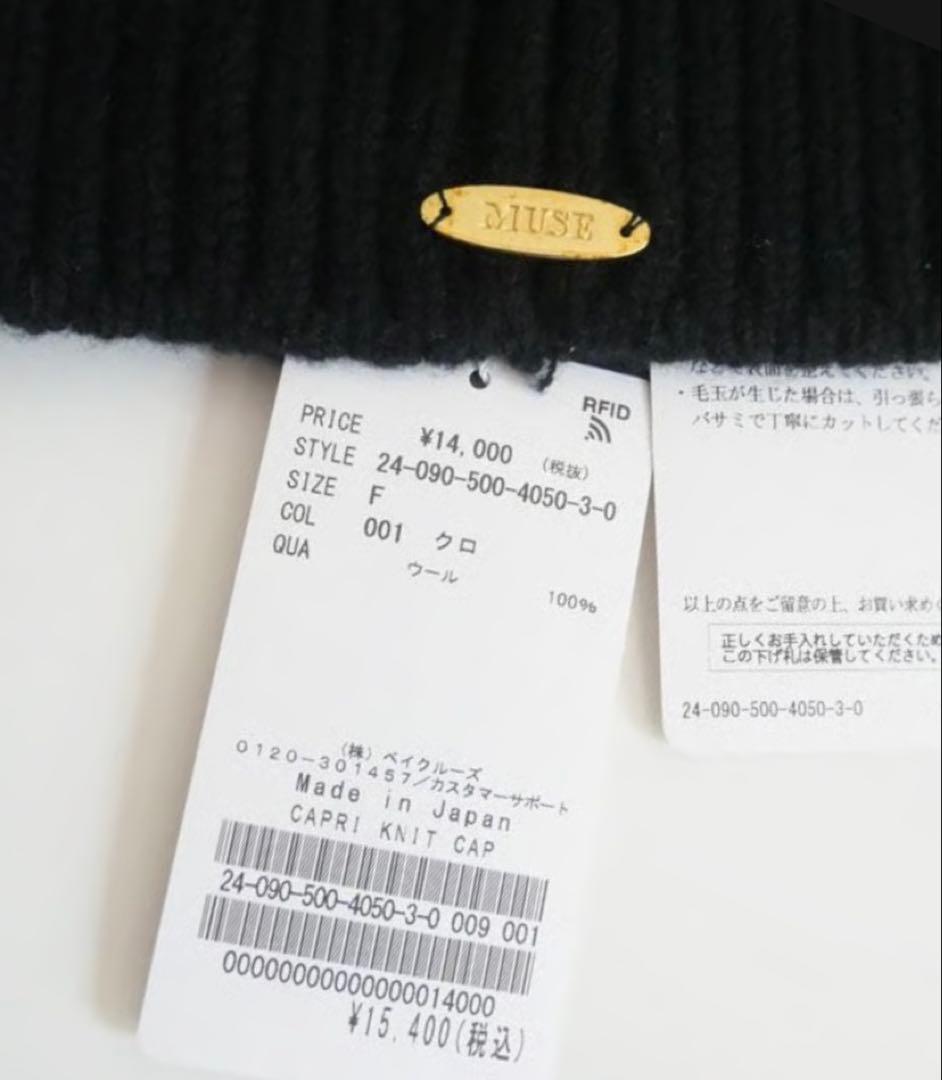 MUSE
RFID
PRICE ¥14,000 (税抜)
STYLE 24-090-500-4050-3-0
SIZE F
COL 001 クロ
QUA
ウール
100%
(株) ベイクルーズ
0120-301457/カスタマーサポート
Made in Japan
CAPRI KNIT CAP
24-090-500-4050-3-0 009 001
00000000000000014000
¥15,400(税込)
ください。
・毛玉が生じた場合は、引っ張ら
バサミで丁寧にカットしてくだ
以上の点をご留意の上、お買い求め
正しくお手入れしていただくため
この下げ札は保管してください。
24-090-500-4050-3-0